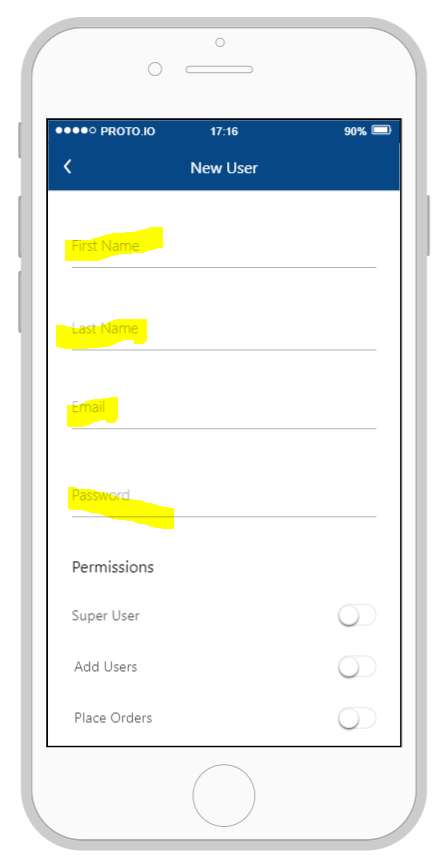 PROTO.IO 17:16 90%
New User
First Name
Last Name
Email
Password
Permissions
Super User
Add Users
Place Orders